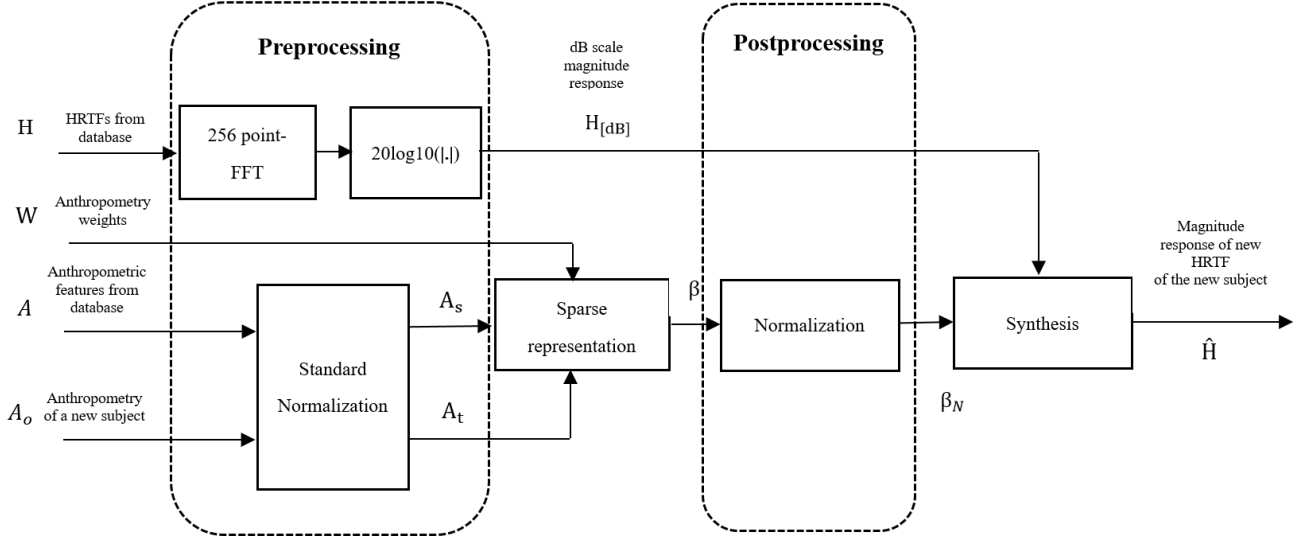 Preprocessing
dB scale
magnitude
response
H[dB]
Postprocessing
H
HRTFs from
database
256 point-
FFT
20log10(|.|)
W
Anthropometry
weights
A
Anthropometric
features from
database
As
Sparse
representation
β
Normalization
Synthesis
Magnitude
response of new
HRTF
of the new subject
Ĥ
Standard
Normalization
Ao
Anthropometry
of a new subject
At
βN